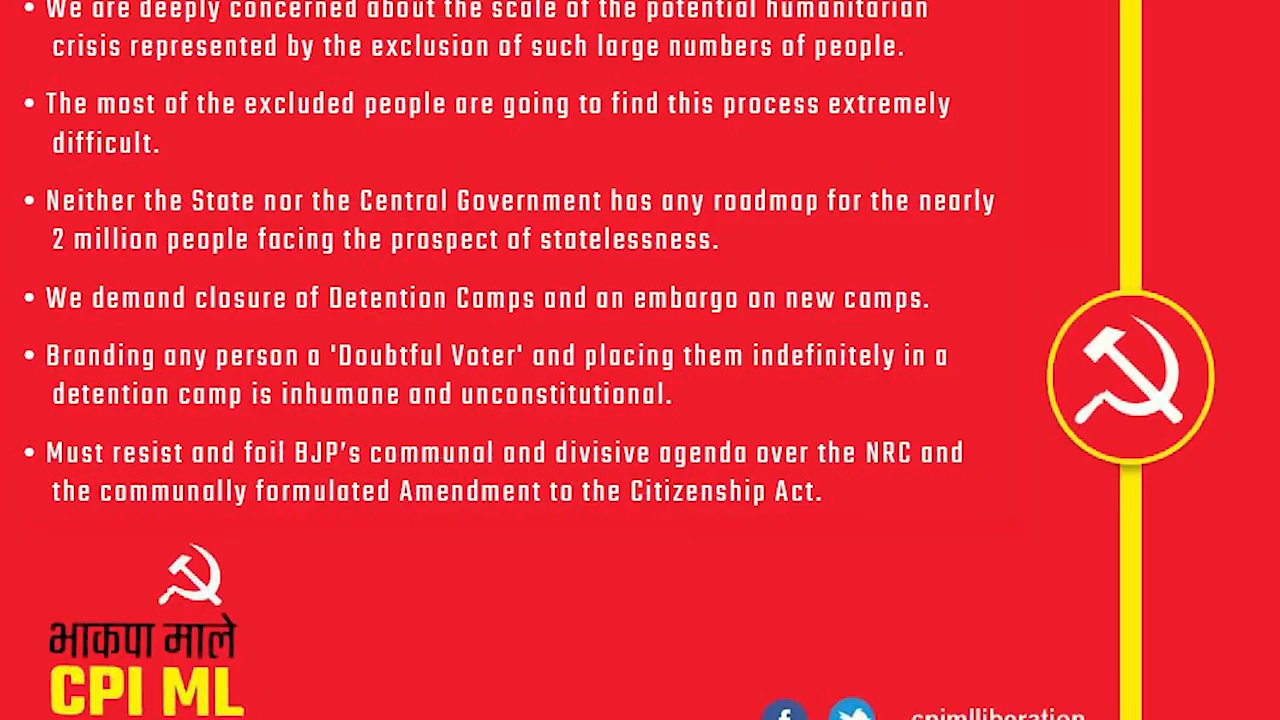 • We are deeply concerned about the scale of the potential humanitarian
crisis represented by the exclusion of such large numbers of people.
• The most of the excluded people are going to find this process extremely
difficult.
• Neither the State nor the Central Government has any roadmap for the nearly
2 million people facing the prospect of statelessness.
• We demand closure of Detention Camps and an embargo on new camps.
• Branding any person a 'Doubtful Voter' and placing them indefinitely in a
detention camp is inhumane and unconstitutional.
• Must resist and foil BJP’s communal and divisive agenda over the NRC and
the communally formulated Amendment to the Citizenship Act.
भाकपा माले
CPI ML
cpimlliberation